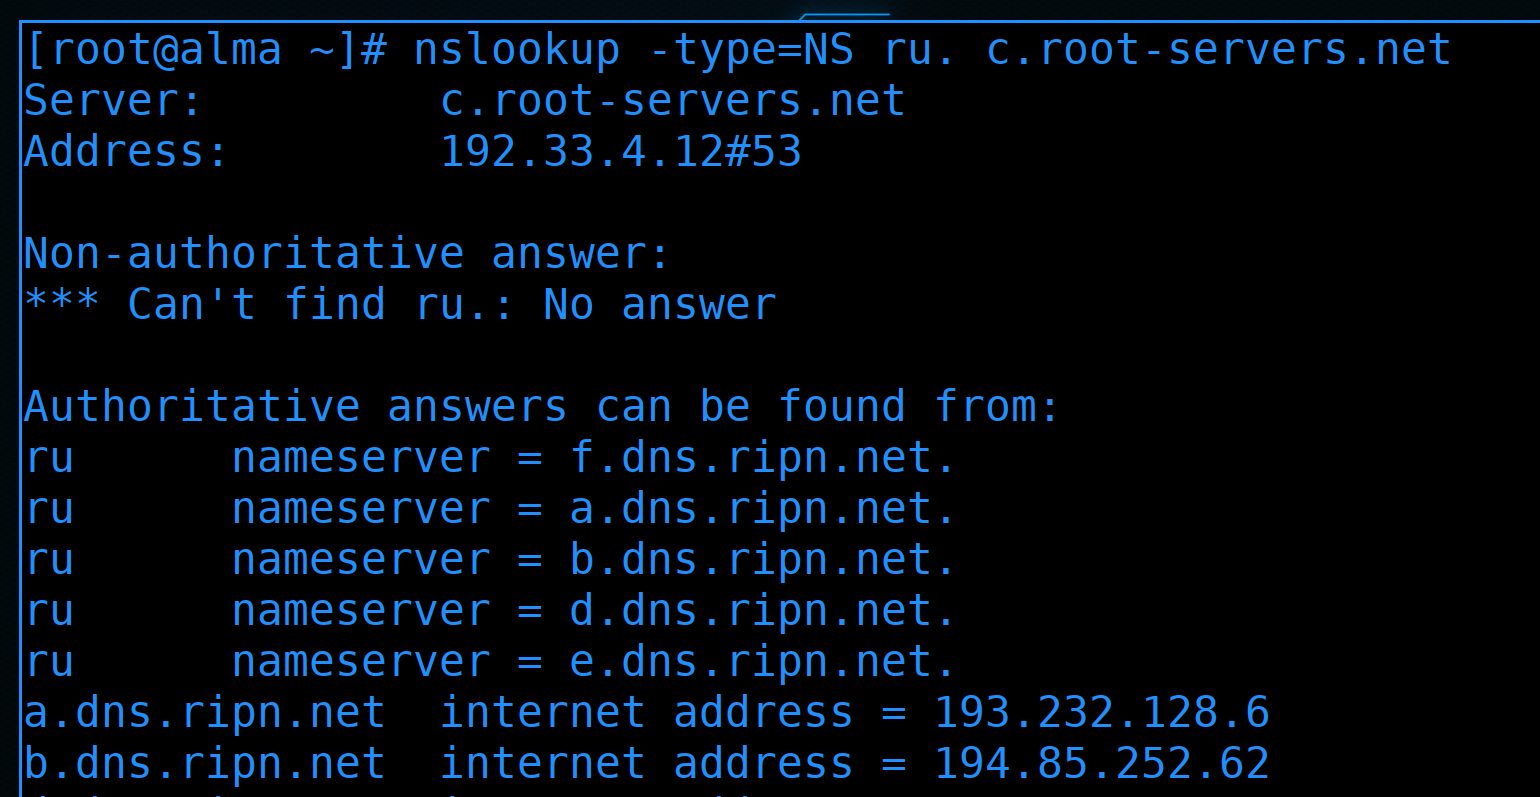 [root@alma ~]# nslookup -type=NS ru. c.root-servers.net
Server:         c.root-servers.net
Address:        192.33.4.12#53

Non-authoritative answer:
*** Can't find ru.: No answer

Authoritative answers can be found from:
ru      nameserver = f.dns.ripn.net.
ru      nameserver = a.dns.ripn.net.
ru      nameserver = b.dns.ripn.net.
ru      nameserver = d.dns.ripn.net.
ru      nameserver = e.dns.ripn.net.
a.dns.ripn.net  internet address = 193.232.128.6
b.dns.ripn.net  internet address = 194.85.252.62